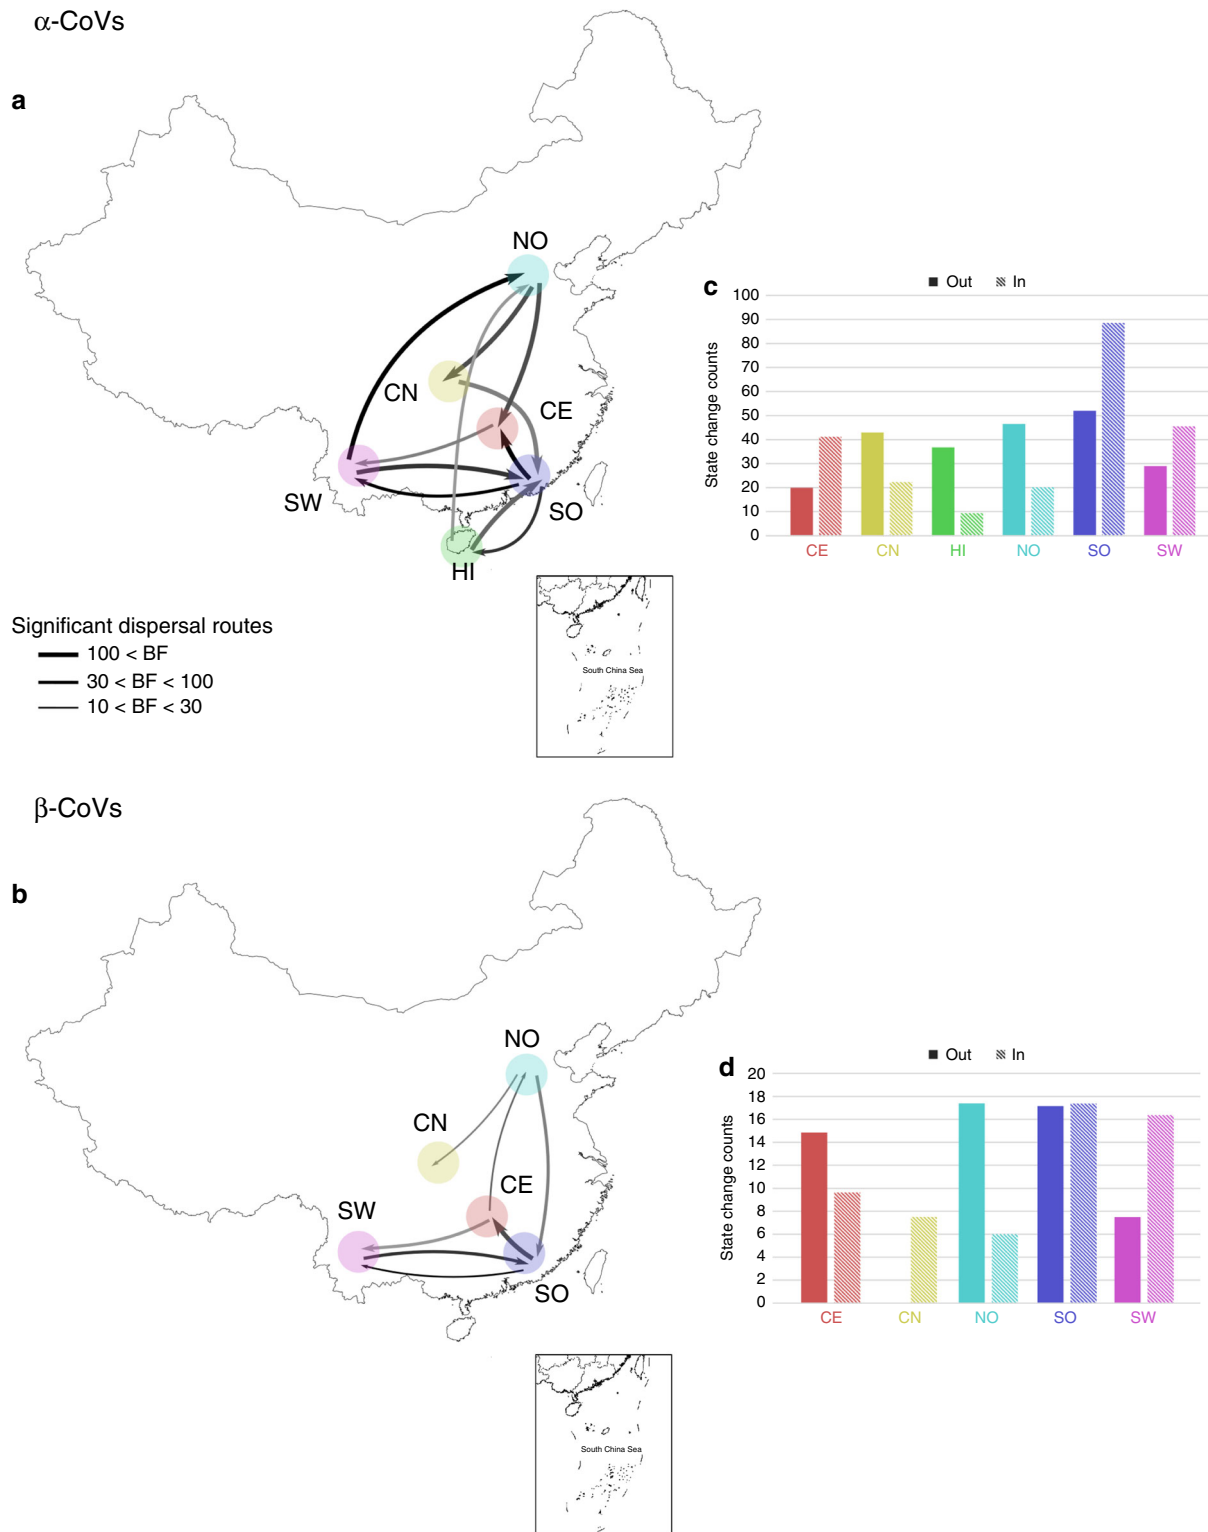 α-CoVs
a
NO
CN
CE
SW
SO
HI
South China Sea
Significant dispersal routes
100 < BF
30 < BF < 100
10 < BF < 30
c
Out In
State change counts
100
90
80
70
60
50
40
30
20
10
0
CE CN HI NO SO SW
β-CoVs
b
NO
CN
CE
SW
SO
South China Sea
d
Out In
State change counts
20
18
16
14
12
10
8
6
4
2
0
CE CN NO SO SW